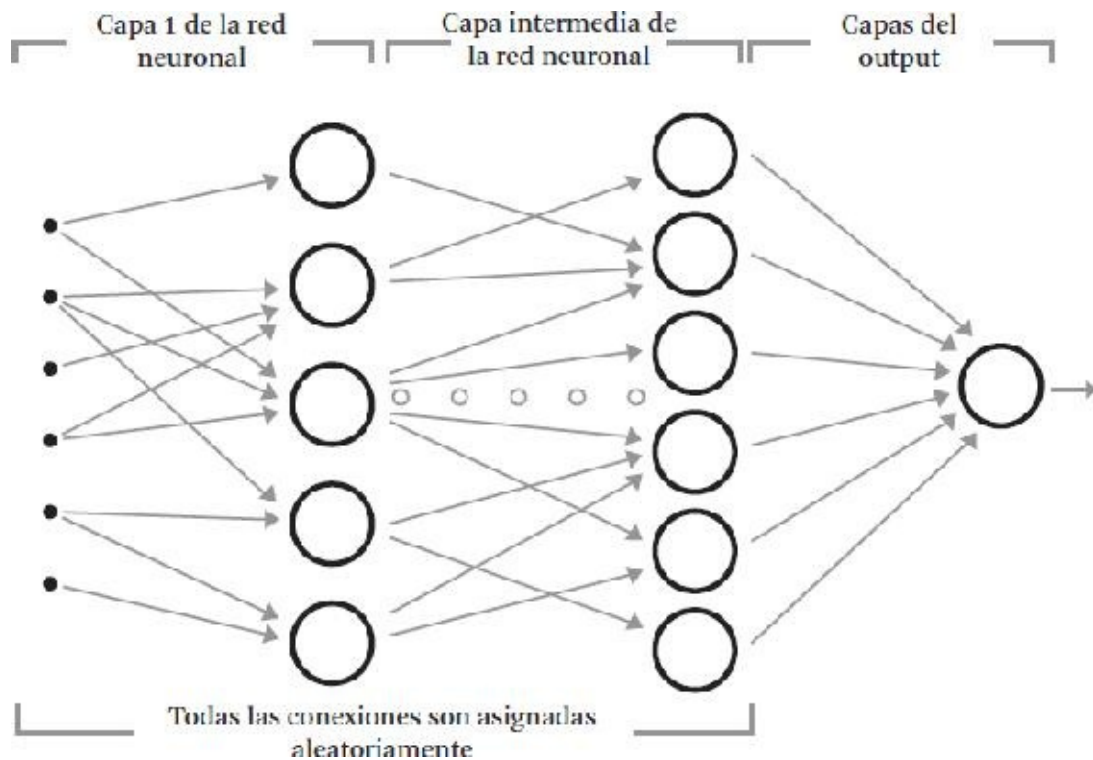 Capa 1 de la red
neuronal
Capa intermedia de
la red neuronal
Capas del
output
Todas las conexiones son asignadas
aleatoriamente